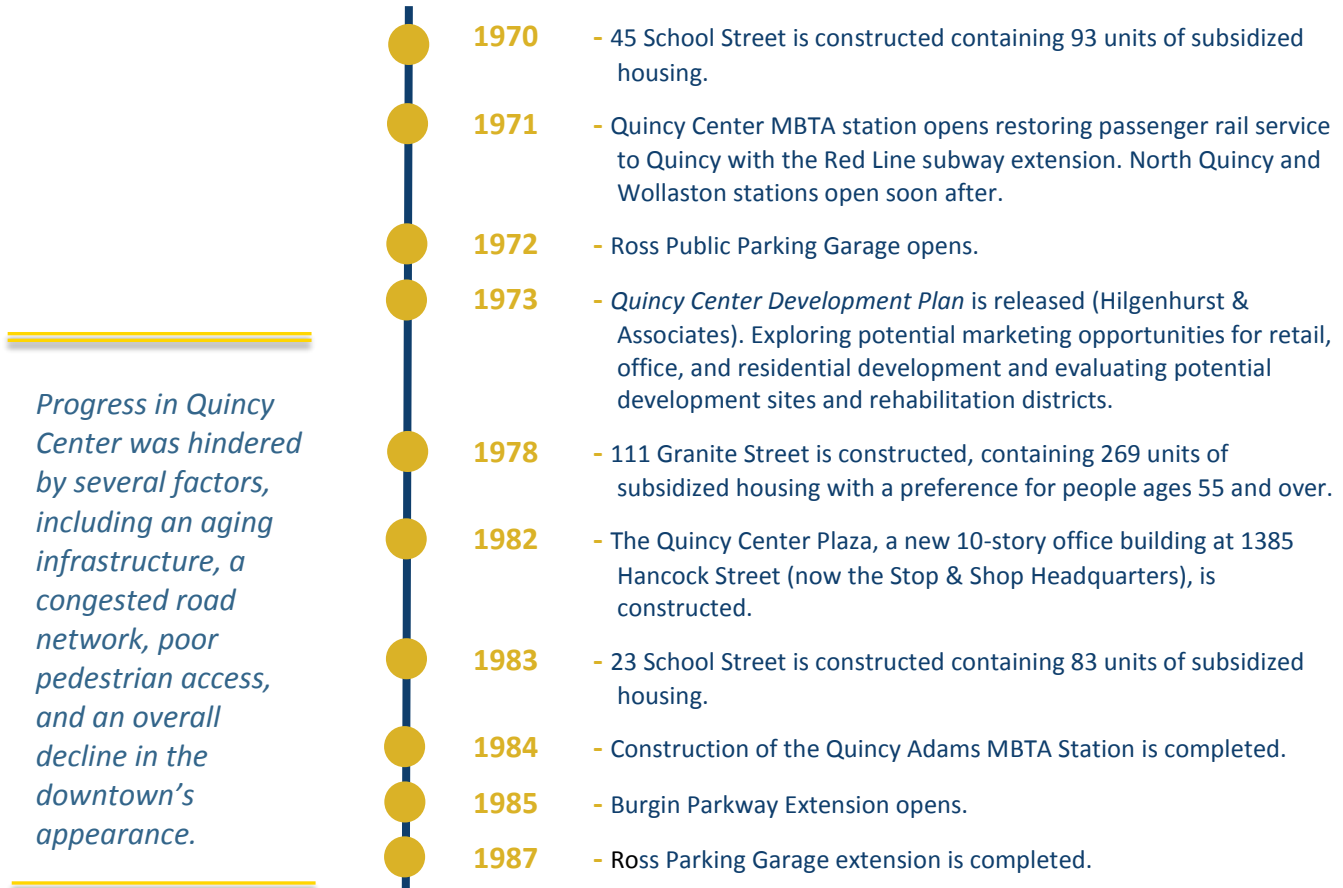 1970 - 45 School Street is constructed containing 93 units of subsidized
housing.
1971 - Quincy Center MBTA station opens restoring passenger rail service
to Quincy with the Red Line subway extension. North Quincy and
Wollaston stations open soon after.
1972 - Ross Public Parking Garage opens.
1973 - Quincy Center Development Plan is released (Hilgenhurst &
Associates). Exploring potential marketing opportunities for retail,
office, and residential development and evaluating potential
development sites and rehabilitation districts.
1978 - 111 Granite Street is constructed, containing 269 units of
subsidized housing with a preference for people ages 55 and over.
1982 - The Quincy Center Plaza, a new 10-story office building at 1385
Hancock Street (now the Stop & Shop Headquarters), is
constructed.
1983 - 23 School Street is constructed containing 83 units of subsidized
housing.
1984 - Construction of the Quincy Adams MBTA Station is completed.
1985 - Burgin Parkway Extension opens.
1987 - Ross Parking Garage extension is completed.
Progress in Quincy
Center was hindered
by several factors,
including an aging
infrastructure, a
congested road
network, poor
pedestrian access,
and an overall
decline in the
downtown’s
appearance.